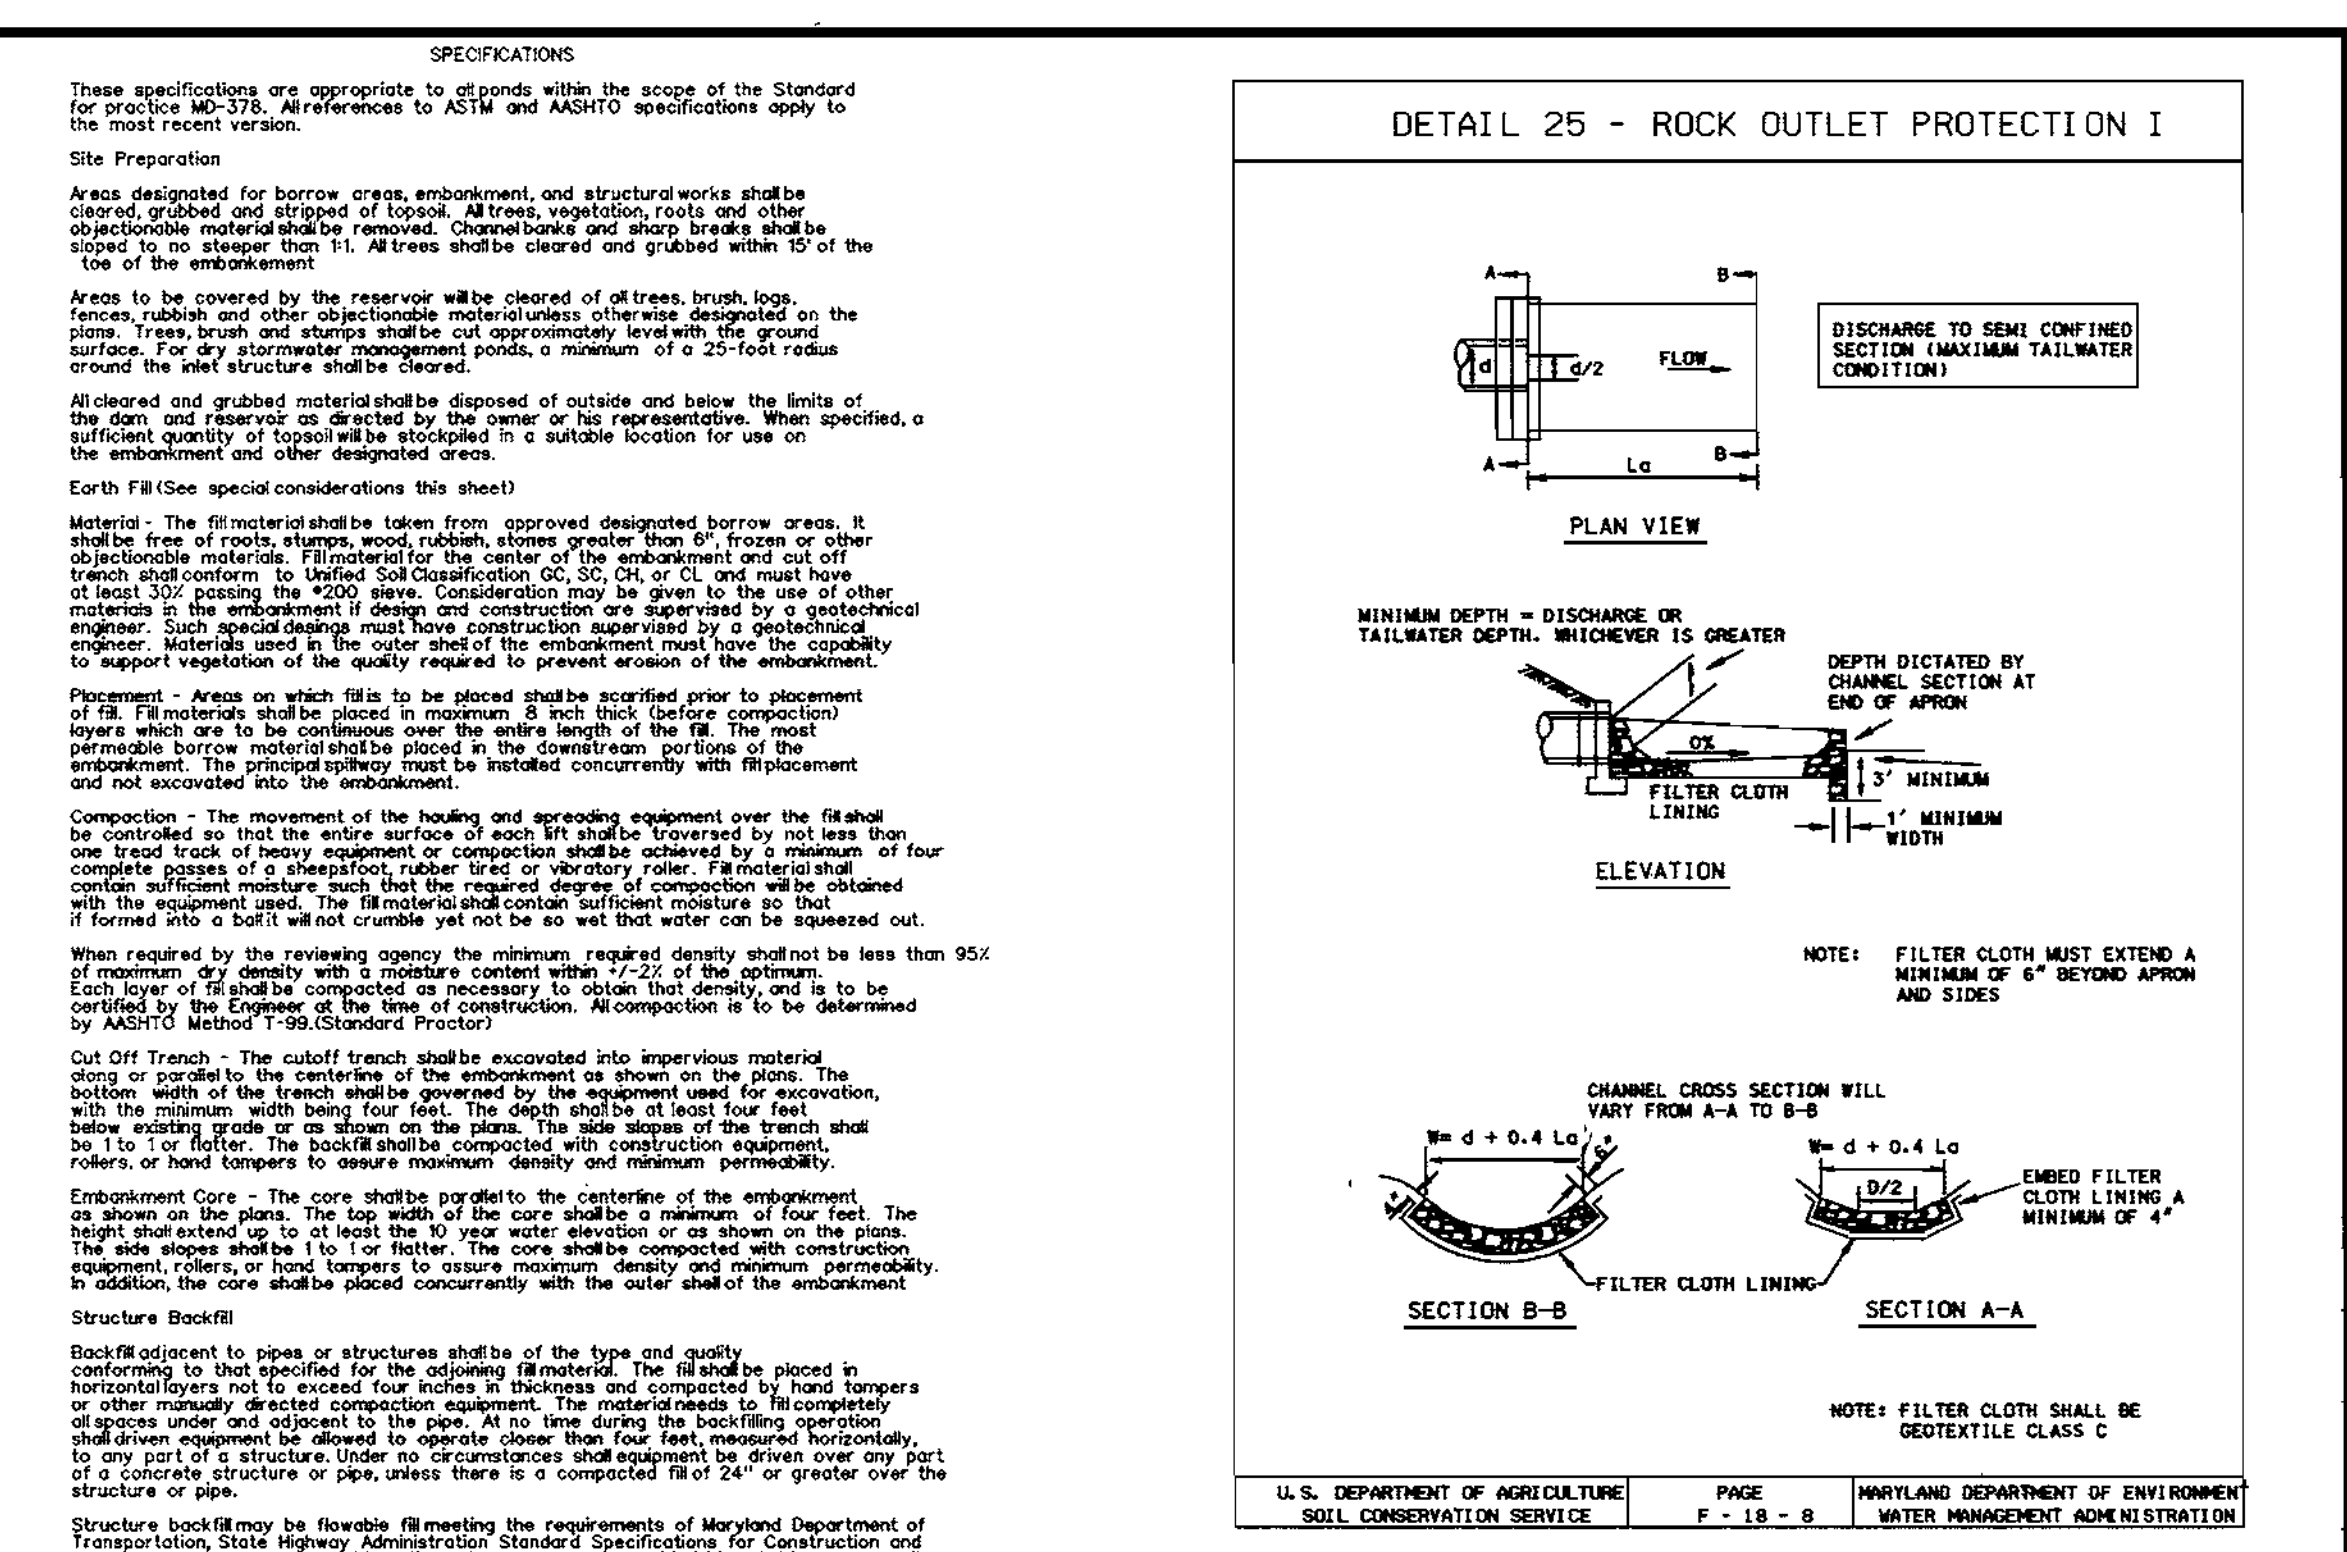 SPECIFICATIONS
These specifications are appropriate to all ponds within the scope of the Standard
for practice MD-378. All references to ASTM and AASHTO specifications apply to
the most recent version.
Site Preparation
Areas designated for borrow areas, embankment, and structural works shall be
cleared, grubbed and stripped of topsoil. All trees, vegetation, roots and other
objectionable material shall be removed. Channel banks and sharp breaks shall be
sloped to no steeper than 1:1. All trees shall be cleared and grubbed within 15' of the
toe of the embankement
Areas to be covered by the reservoir will be cleared of all trees, brush, logs,
fences, rubbish and other objectionable material unless otherwise designated on the
plans. Trees, brush and stumps shall be cut approximately level with the ground
surface. For dry stormwater management ponds, a minimum of a 25-foot radius
around the inlet structure shall be cleared.
All cleared and grubbed material shall be disposed of outside and below the limits of
the dam and reservoir as directed by the owner or his representative. When specified, a
sufficient quantity of topsoil will be stockpiled in a suitable location for use on
the embankment and other designated areas.
Earth Fill (See special considerations this sheet)
Material - The fill material shall be taken from approved designated borrow areas. It
shall be free of roots, stumps, wood, rubbish, stones greater than 6", frozen or other
objectionable materials. Fill material for the center of the embankment and cut off
trench shall conform to Unified Soil Classification GC, SC, CH, or CL and must have
at least 30% passing the #200 sieve. Consideration may be given to the use of other
materials in the embankment if design and construction are supervised by a geotechnical
engineer. Such special desings must have construction supervised by a geotechnical
engineer. Materials used in the outer shell of the embankment must have the capability
to support vegetation of the quality required to prevent erosion of the embankment.
Placement - Areas on which fill is to be placed shall be scarified prior to placement
of fill. Fill materials shall be placed in maximum 8 inch thick (before compaction)
layers which are to be continuous over the entire length of the fill. The most
permeable borrow material shall be placed in the downstream portions of the
embankment. The principal spillway must be installed concurrently with fill placement
and not excavated into the embankment.
Compaction - The movement of the hauling and spreading equipment over the fill shall
be controlled so that the entire surface of each lift shall be traversed by not less than
one tread track of heavy equipment or compaction shall be achieved by a minimum of four
complete passes of a sheepsfoot, rubber tired or vibratory roller. Fill material shall
contain sufficient moisture such that the required degree of compaction will be obtained
with the equipment used. The fill material shall contain sufficient moisture so that
if formed into a ball it will not crumble yet not be so wet that water can be squeezed out.
When required by the reviewing agency the minimum required density shall not be less than 95%
of maximum dry density with a moisture content within +/-2% of the optimum.
Each layer of fill shall be compacted as necessary to obtain that density, and is to be
certified by the Engineer at the time of construction. All compaction is to be determined
by AASHTO Method T-99.(Standard Proctor)
Cut Off Trench - The cutoff trench shall be excavated into impervious material
along or parallel to the centerline of the embankment as shown on the plans. The
bottom width of the trench shall be governed by the equipment used for excavation,
with the minimum width being four feet. The depth shall be at least four feet
below existing grade or as shown on the plans. The side slopes of the trench shall
be 1 to 1 or flatter. The backfill shall be compacted with construction equipment,
rollers, or hand tampers to assure maximum density and minimum permeability.
Embankment Core - The core shall be parallel to the centerline of the embankment
as shown on the plans. The top width of the core shall be a minimum of four feet. The
height shall extend up to at least the 10 year water elevation or as shown on the plans.
The side slopes shall be 1 to 1 or flatter. The core shall be compacted with construction
equipment, rollers, or hand tampers to assure maximum density and minimum permeability.
In addition, the core shall be placed concurrently with the outer shell of the embankment
Structure Backfill
Backfill adjacent to pipes or structures shall be of the type and quality
conforming to that specified for the adjoining fill material. The fill shall be placed in
horizontal layers not to exceed four inches in thickness and compacted by hand tampers
or other manually directed compaction equipment. The material needs to fill completely
all spaces under and adjacent to the pipe. At no time during the backfilling operation
shall driven equipment be allowed to operate closer than four feet, measured horizontally,
to any part of a structure. Under no circumstances shall equipment be driven over any part
of a concrete structure or pipe, unless there is a compacted fill of 24" or greater over the
structure or pipe.
Structure backfill may be flowable fill meeting the requirements of Maryland Department of
Transportation, State Highway Administration Standard Specifications for Construction and
DETAIL 25 - ROCK OUTLET PROTECTION I
A
B
d
d/2
FLOW
A
B
La
DISCHARGE TO SEMI CONFINED
SECTION (MAXIMUM TAILWATER
CONDITION)
PLAN VIEW
MINIMUM DEPTH = DISCHARGE OR
TAILWATER DEPTH. WHICHEVER IS GREATER
DEPTH DICTATED BY
CHANNEL SECTION AT
END OF APRON
0%
FILTER CLOTH
LINING
3' MINIMUM
1' MINIMUM
WIDTH
ELEVATION
NOTE: FILTER CLOTH MUST EXTEND A
MINIMUM OF 6" BEYOND APRON
AND SIDES
CHANNEL CROSS SECTION WILL
VARY FROM A-A TO B-B
W= d + 0.4 La
6"
4"
W= d + 0.4 La
D/2
EMBED FILTER
CLOTH LINING A
MINIMUM OF 4"
FILTER CLOTH LINING
SECTION B-B
SECTION A-A
NOTE: FILTER CLOTH SHALL BE
GEOTEXTILE CLASS C
U. S. DEPARTMENT OF AGRICULTURE
SOIL CONSERVATION SERVICE
PAGE
F - 18 - 8
MARYLAND DEPARTMENT OF ENVIRONMENT
WATER MANAGEMENT ADMINISTRATION